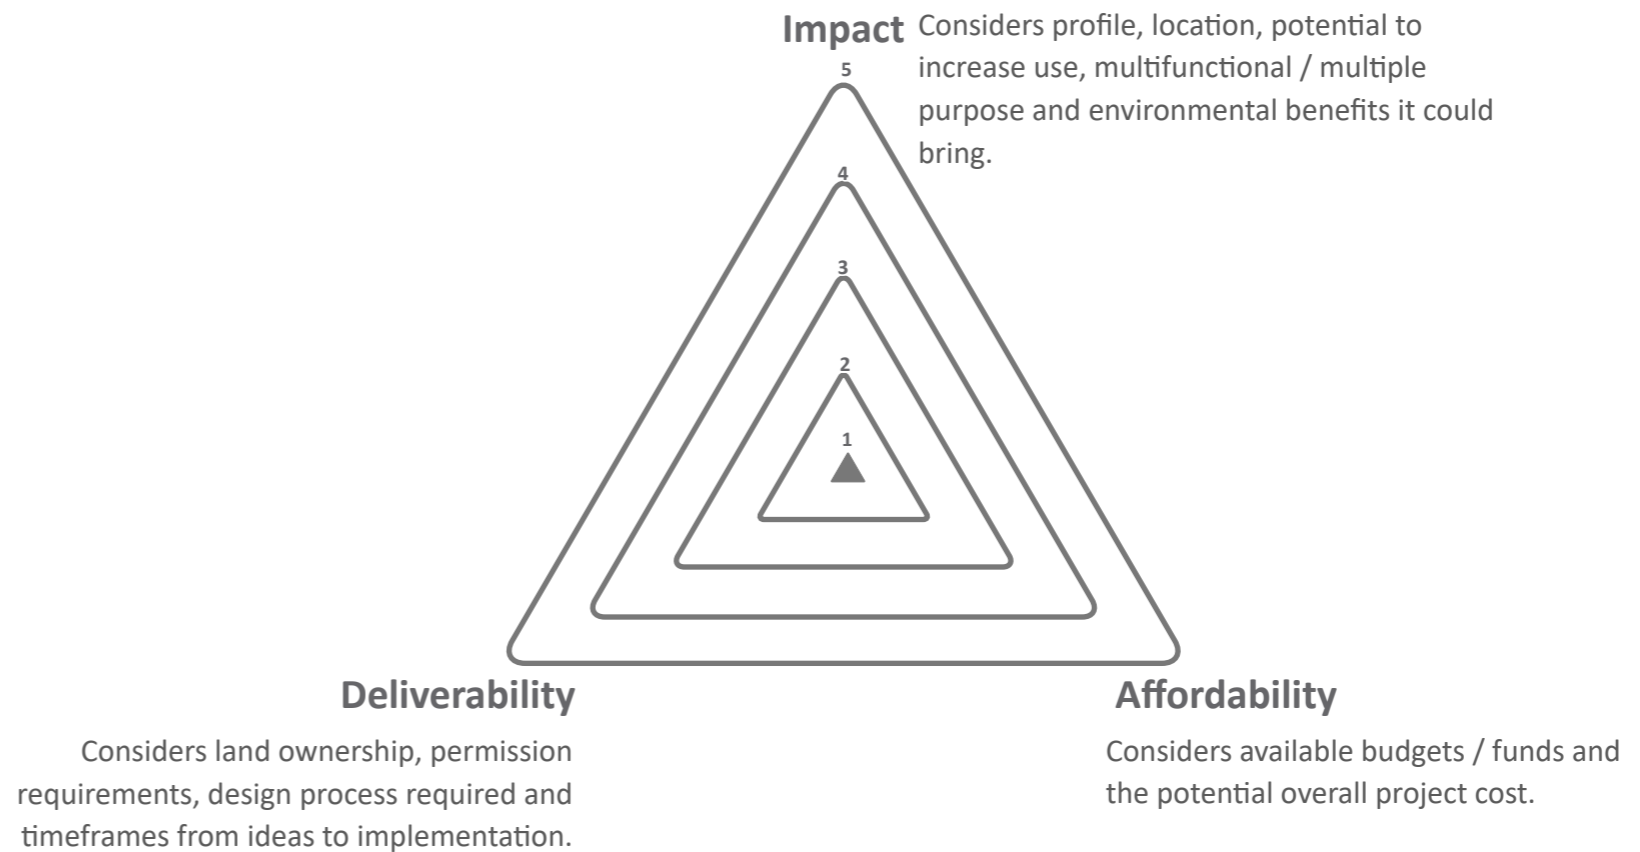 Impact
Considers profile, location, potential to
increase use, multifunctional / multiple
purpose and environmental benefits it could
bring.
5
4
3
2
1
Deliverability
Considers land ownership, permission
requirements, design process required and
timeframes from ideas to implementation.
Affordability
Considers available budgets / funds and
the potential overall project cost.